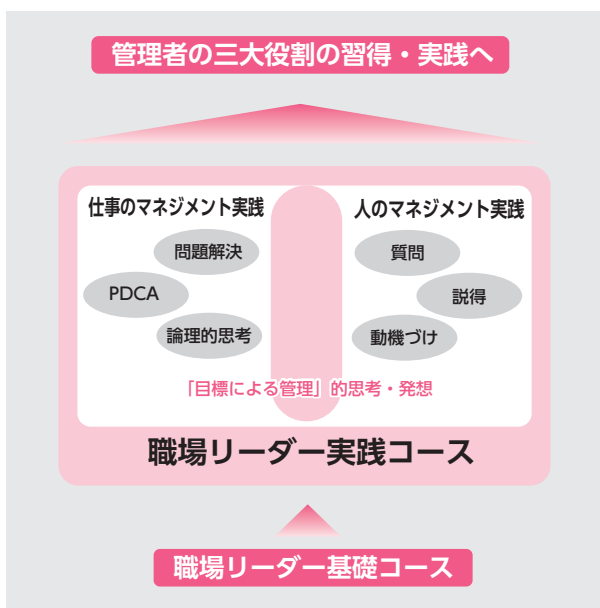 管理者の三大役割の習得・実践へ
仕事のマネジメント実践
問題解決
PDCA
論理的思考
人のマネジメント実践
質問
説得
動機づけ
「目標による管理」的思考・発想
職場リーダー実践コース
職場リーダー基礎コース